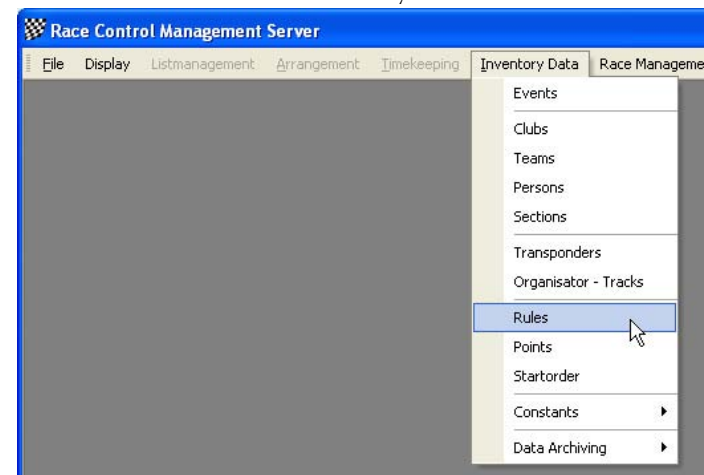 Race Control Management Server
File Display Listmanagement Arrangement Timekeeping Inventory Data Race Manageme
Events
Clubs
Teams
Persons
Sections
Transponders
Organisator - Tracks
Rules
Points
Startorder
Constants
Data Archiving